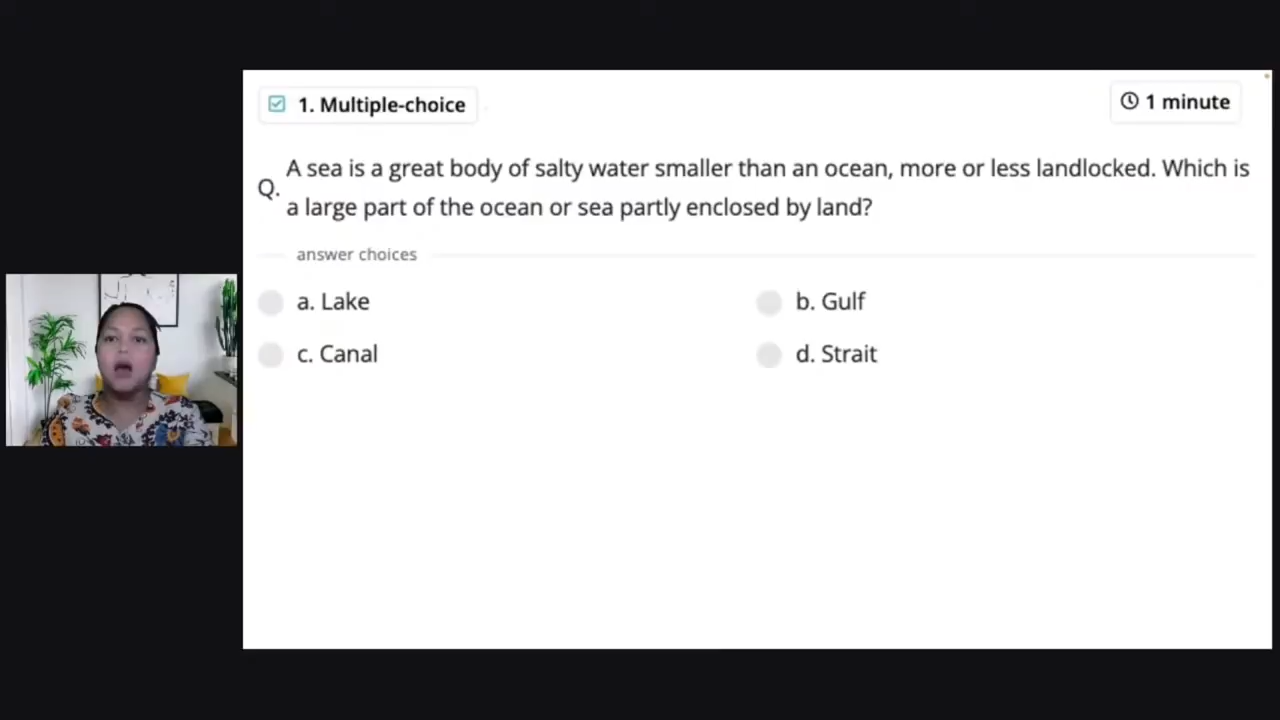 1. Multiple-choice
1 minute
Q. A sea is a great body of salty water smaller than an ocean, more or less landlocked. Which is
a large part of the ocean or sea partly enclosed by land?
answer choices
a. Lake
b. Gulf
c. Canal
d. Strait